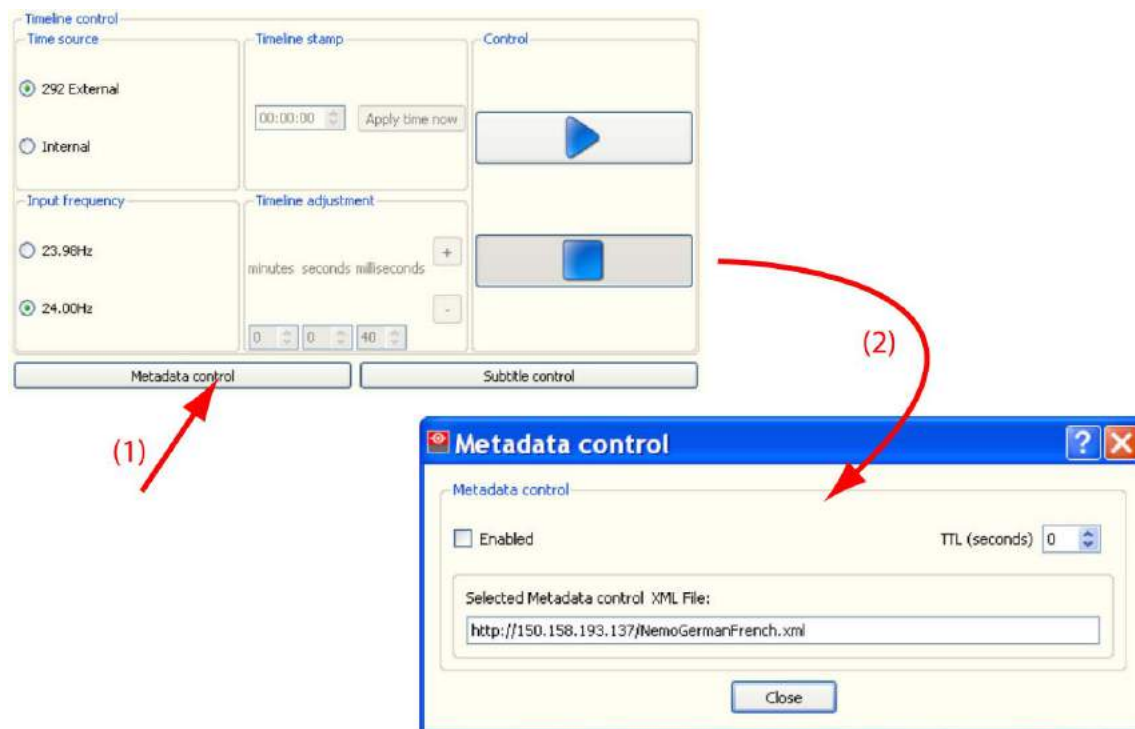 Timeline control
Time source
Timeline stamp
Control
292 External
00:00:00
Apply time now
Internal
Input frequency
Timeline adjustment
23.98Hz
+
minutes seconds milliseconds
24.00Hz
-
0 0 40
(2)
Metadata control
Subtitle control
(1)
Metadata control
?
X
Metadata control
Enabled
TTL (seconds) 0
Selected Metadata control XML File:
http://150.158.193.137/NemoGermanFrench.xml
Close